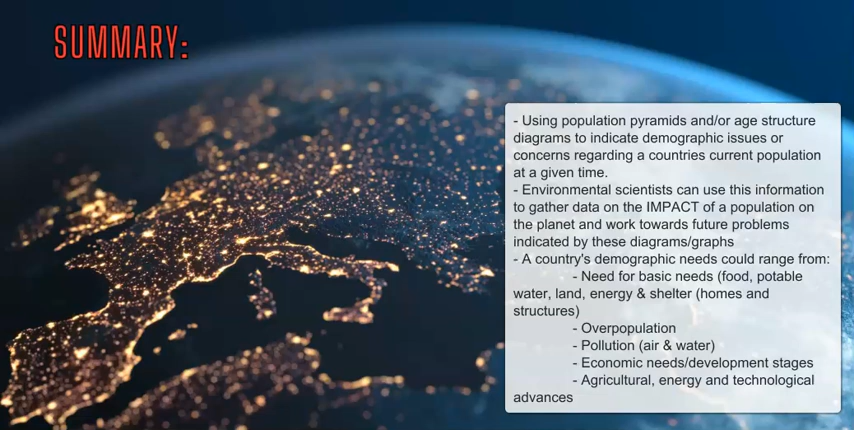 SUMMARY:
- Using population pyramids and/or age structure
diagrams to indicate demographic issues or
concerns regarding a countries current population
at a given time.
- Environmental scientists can use this information
to gather data on the IMPACT of a population on
the planet and work towards future problems
indicated by these diagrams/graphs
- A country's demographic needs could range from:
- Need for basic needs (food, potable
water, land, energy & shelter (homes and
structures)
- Overpopulation
- Pollution (air & water)
- Economic needs/development stages
- Agricultural, energy and technological
advances